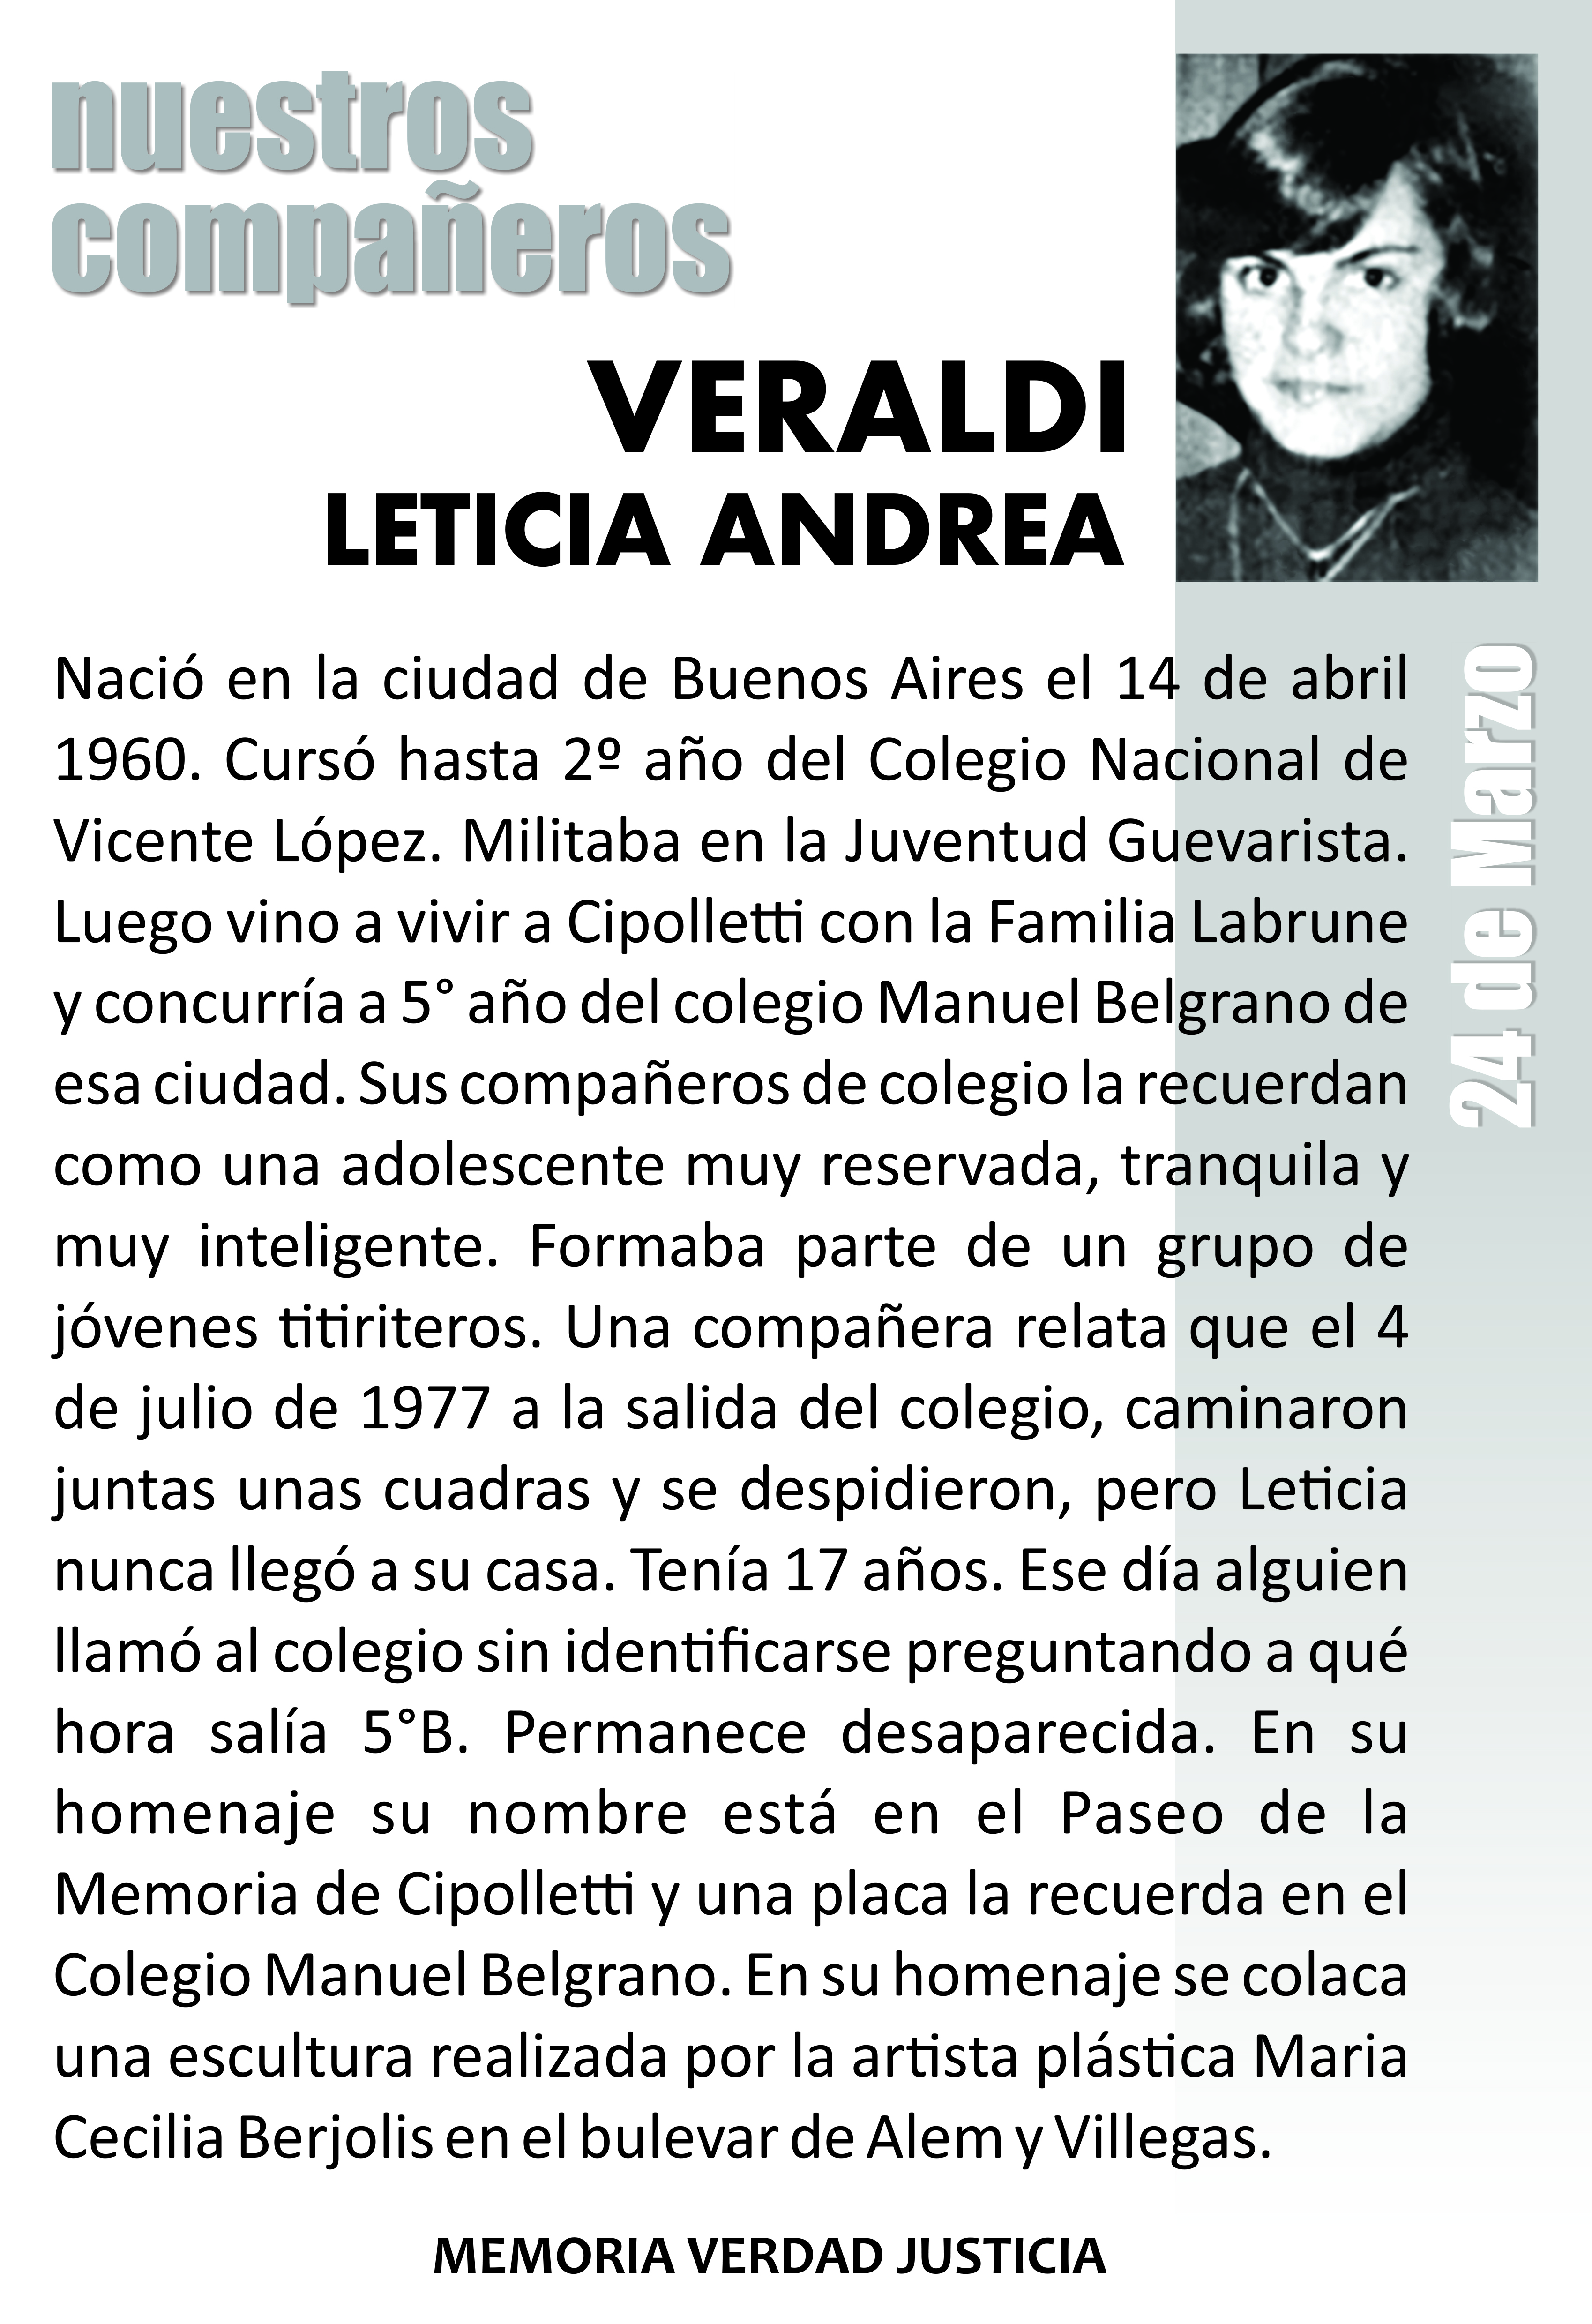 nuestros
compañeros
VERALDI
LETICIA ANDREA
Nació en la ciudad de Buenos Aires el 14 de abril
1960. Cursó hasta 2º año del Colegio Nacional de
Vicente López. Militaba en la Juventud Guevarista.
Luego vino a vivir a Cipolletti con la Familia Labrune
y concurría a 5° año del colegio Manuel Belgrano de
esa ciudad. Sus compañeros de colegio la recuerdan
como una adolescente muy reservada, tranquila y
muy inteligente. Formaba parte de un grupo de
jóvenes titiriteros. Una compañera relata que el 4
de julio de 1977 a la salida del colegio, caminaron
juntas unas cuadras y se despidieron, pero Leticia
nunca llegó a su casa. Tenía 17 años. Ese día alguien
llamó al colegio sin identificarse preguntando a qué
hora salía 5°B. Permanece desaparecida. En su
homenaje su nombre está en el Paseo de la
Memoria de Cipolletti y una placa la recuerda en el
Colegio Manuel Belgrano. En su homenaje se colaca
una escultura realizada por la artista plástica Maria
Cecilia Berjolis en el bulevar de Alem y Villegas.
24 de Marzo
MEMORIA VERDAD JUSTICIA